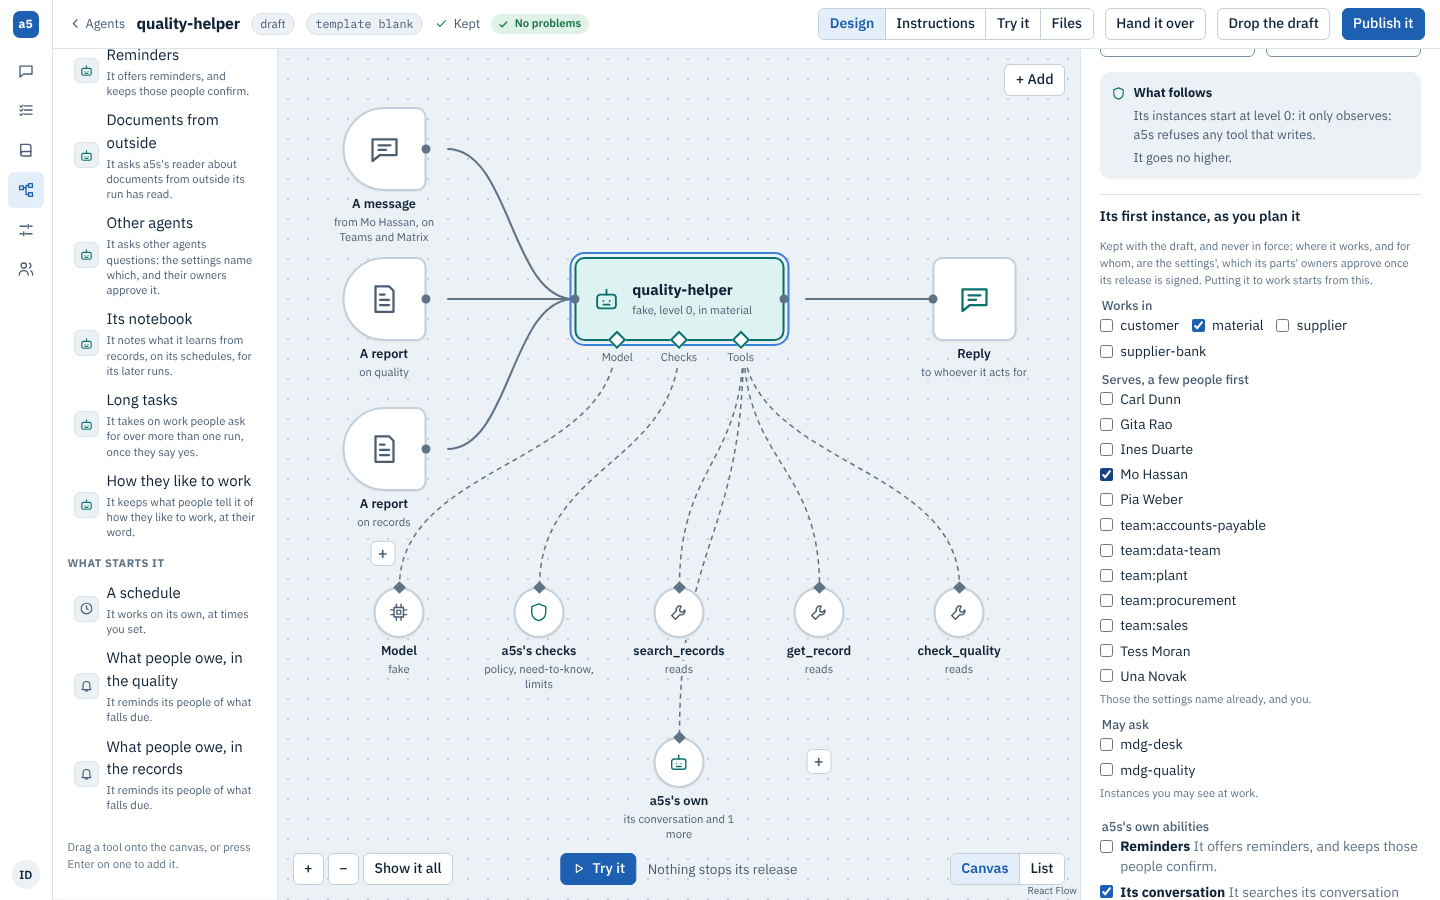 a5
Agents
quality-helper
draft
template blank
Kept
No problems
Design
Instructions
Try it
Files
Hand it over
Drop the draft
Publish it
Reminders
It offers reminders, and
keeps those people confirm.
Documents from
outside
It asks a5s's reader about
documents from outside its
run has read.
Other agents
It asks other agents
questions: the settings name
which, and their owners
approve it.
Its notebook
It notes what it learns from
records, on its schedules, for
its later runs.
Long tasks
It takes on work people ask
for over more than one run,
once they say yes.
How they like to work
It keeps what people tell it of
how they like to work, at their
word.
WHAT STARTS IT
A schedule
It works on its own, at times
you set.
What people owe, in
the quality
It reminds its people of what
falls due.
What people owe, in
the records
It reminds its people of what
falls due.
Drag a tool onto the canvas, or press
Enter on one to add it.
ID
+ Add
A message
from Mo Hassan, on
Teams and Matrix
A report
on quality
A report
on records
quality-helper
fake, level 0, in material
Model
Checks
Tools
Reply
to whoever it acts for
+
Model
fake
a5s's checks
policy, need-to-know,
limits
search_records
reads
get_record
reads
check_quality
reads
a5s's own
its conversation and 1
more
+
+
−
Show it all
Try it
Nothing stops its release
Canvas
List
React Flow
What follows
Its instances start at level 0: it only observes:
a5s refuses any tool that writes.
It goes no higher.
Its first instance, as you plan it
Kept with the draft, and never in force: where it works, and for
whom, are the settings', which its parts' owners approve once
its release is signed. Putting it to work starts from this.
Works in
customer
material
supplier
supplier-bank
Serves, a few people first
Carl Dunn
Gita Rao
Ines Duarte
Mo Hassan
Pia Weber
team:accounts-payable
team:data-team
team:plant
team:procurement
team:sales
Tess Moran
Una Novak
Those the settings name already, and you.
May ask
mdg-desk
mdg-quality
Instances you may see at work.
a5s's own abilities
Reminders It offers reminders, and keeps those
people confirm.
Its conversation It searches its conversation